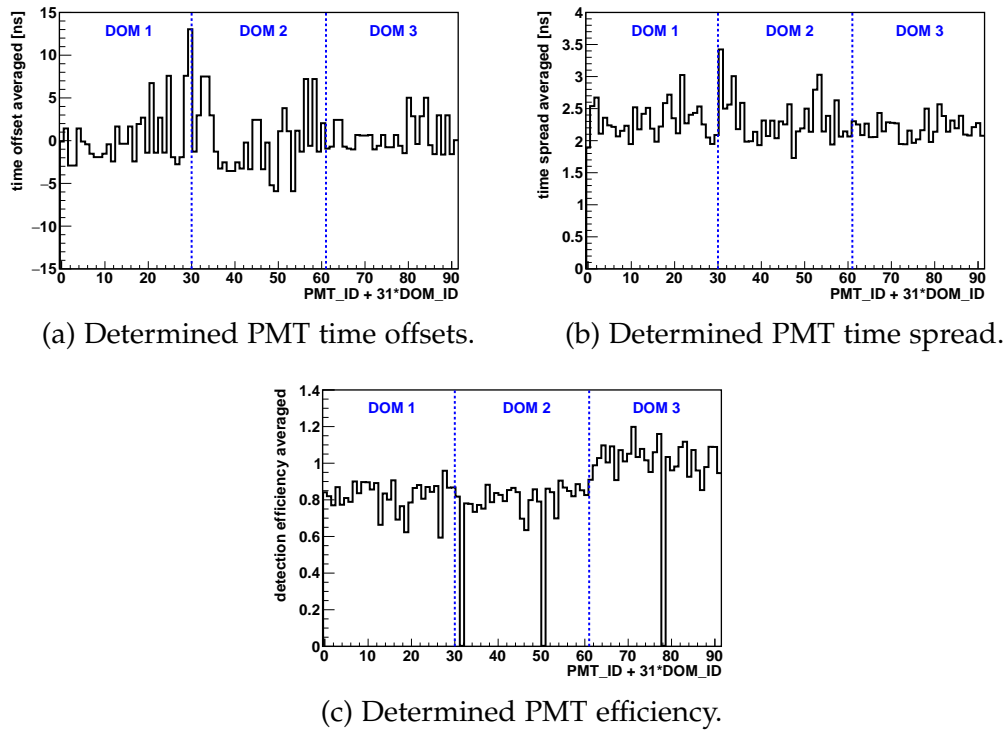 time offset averaged [ns]
15
10
5
0
−5
−10
−15
DOM 1 DOM 2 DOM 3
0 10 20 30 40 50 60 70 80 90
PMT_ID + 31*DOM_ID
(a) Determined PMT time offsets.
time spread averaged [ns]
4
3.5
3
2.5
2
1.5
1
0.5
0
DOM 1 DOM 2 DOM 3
0 10 20 30 40 50 60 70 80 90
PMT_ID + 31*DOM_ID
(b) Determined PMT time spread.
detection efficiency averaged
1.4
1.2
1
0.8
0.6
0.4
0.2
0
DOM 1 DOM 2 DOM 3
0 10 20 30 40 50 60 70 80 90
PMT_ID + 31*DOM_ID
(c) Determined PMT efficiency.